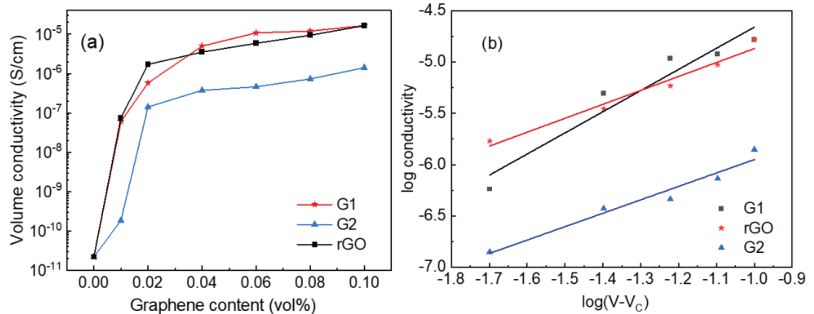 (a)
Volume conductivity (S/cm)
10⁻⁵
10⁻⁶
10⁻⁷
10⁻⁸
10⁻⁹
10⁻¹⁰
10⁻¹¹
G1
G2
rGO
0.00 0.02 0.04 0.06 0.08 0.10
Graphene content (vol%)
(b)
log conductivity
-4.5
-5.0
-5.5
-6.0
-6.5
-7.0
G1
rGO
G2
-1.8 -1.7 -1.6 -1.5 -1.4 -1.3 -1.2 -1.1 -1.0 -0.9
log(V-V_C)